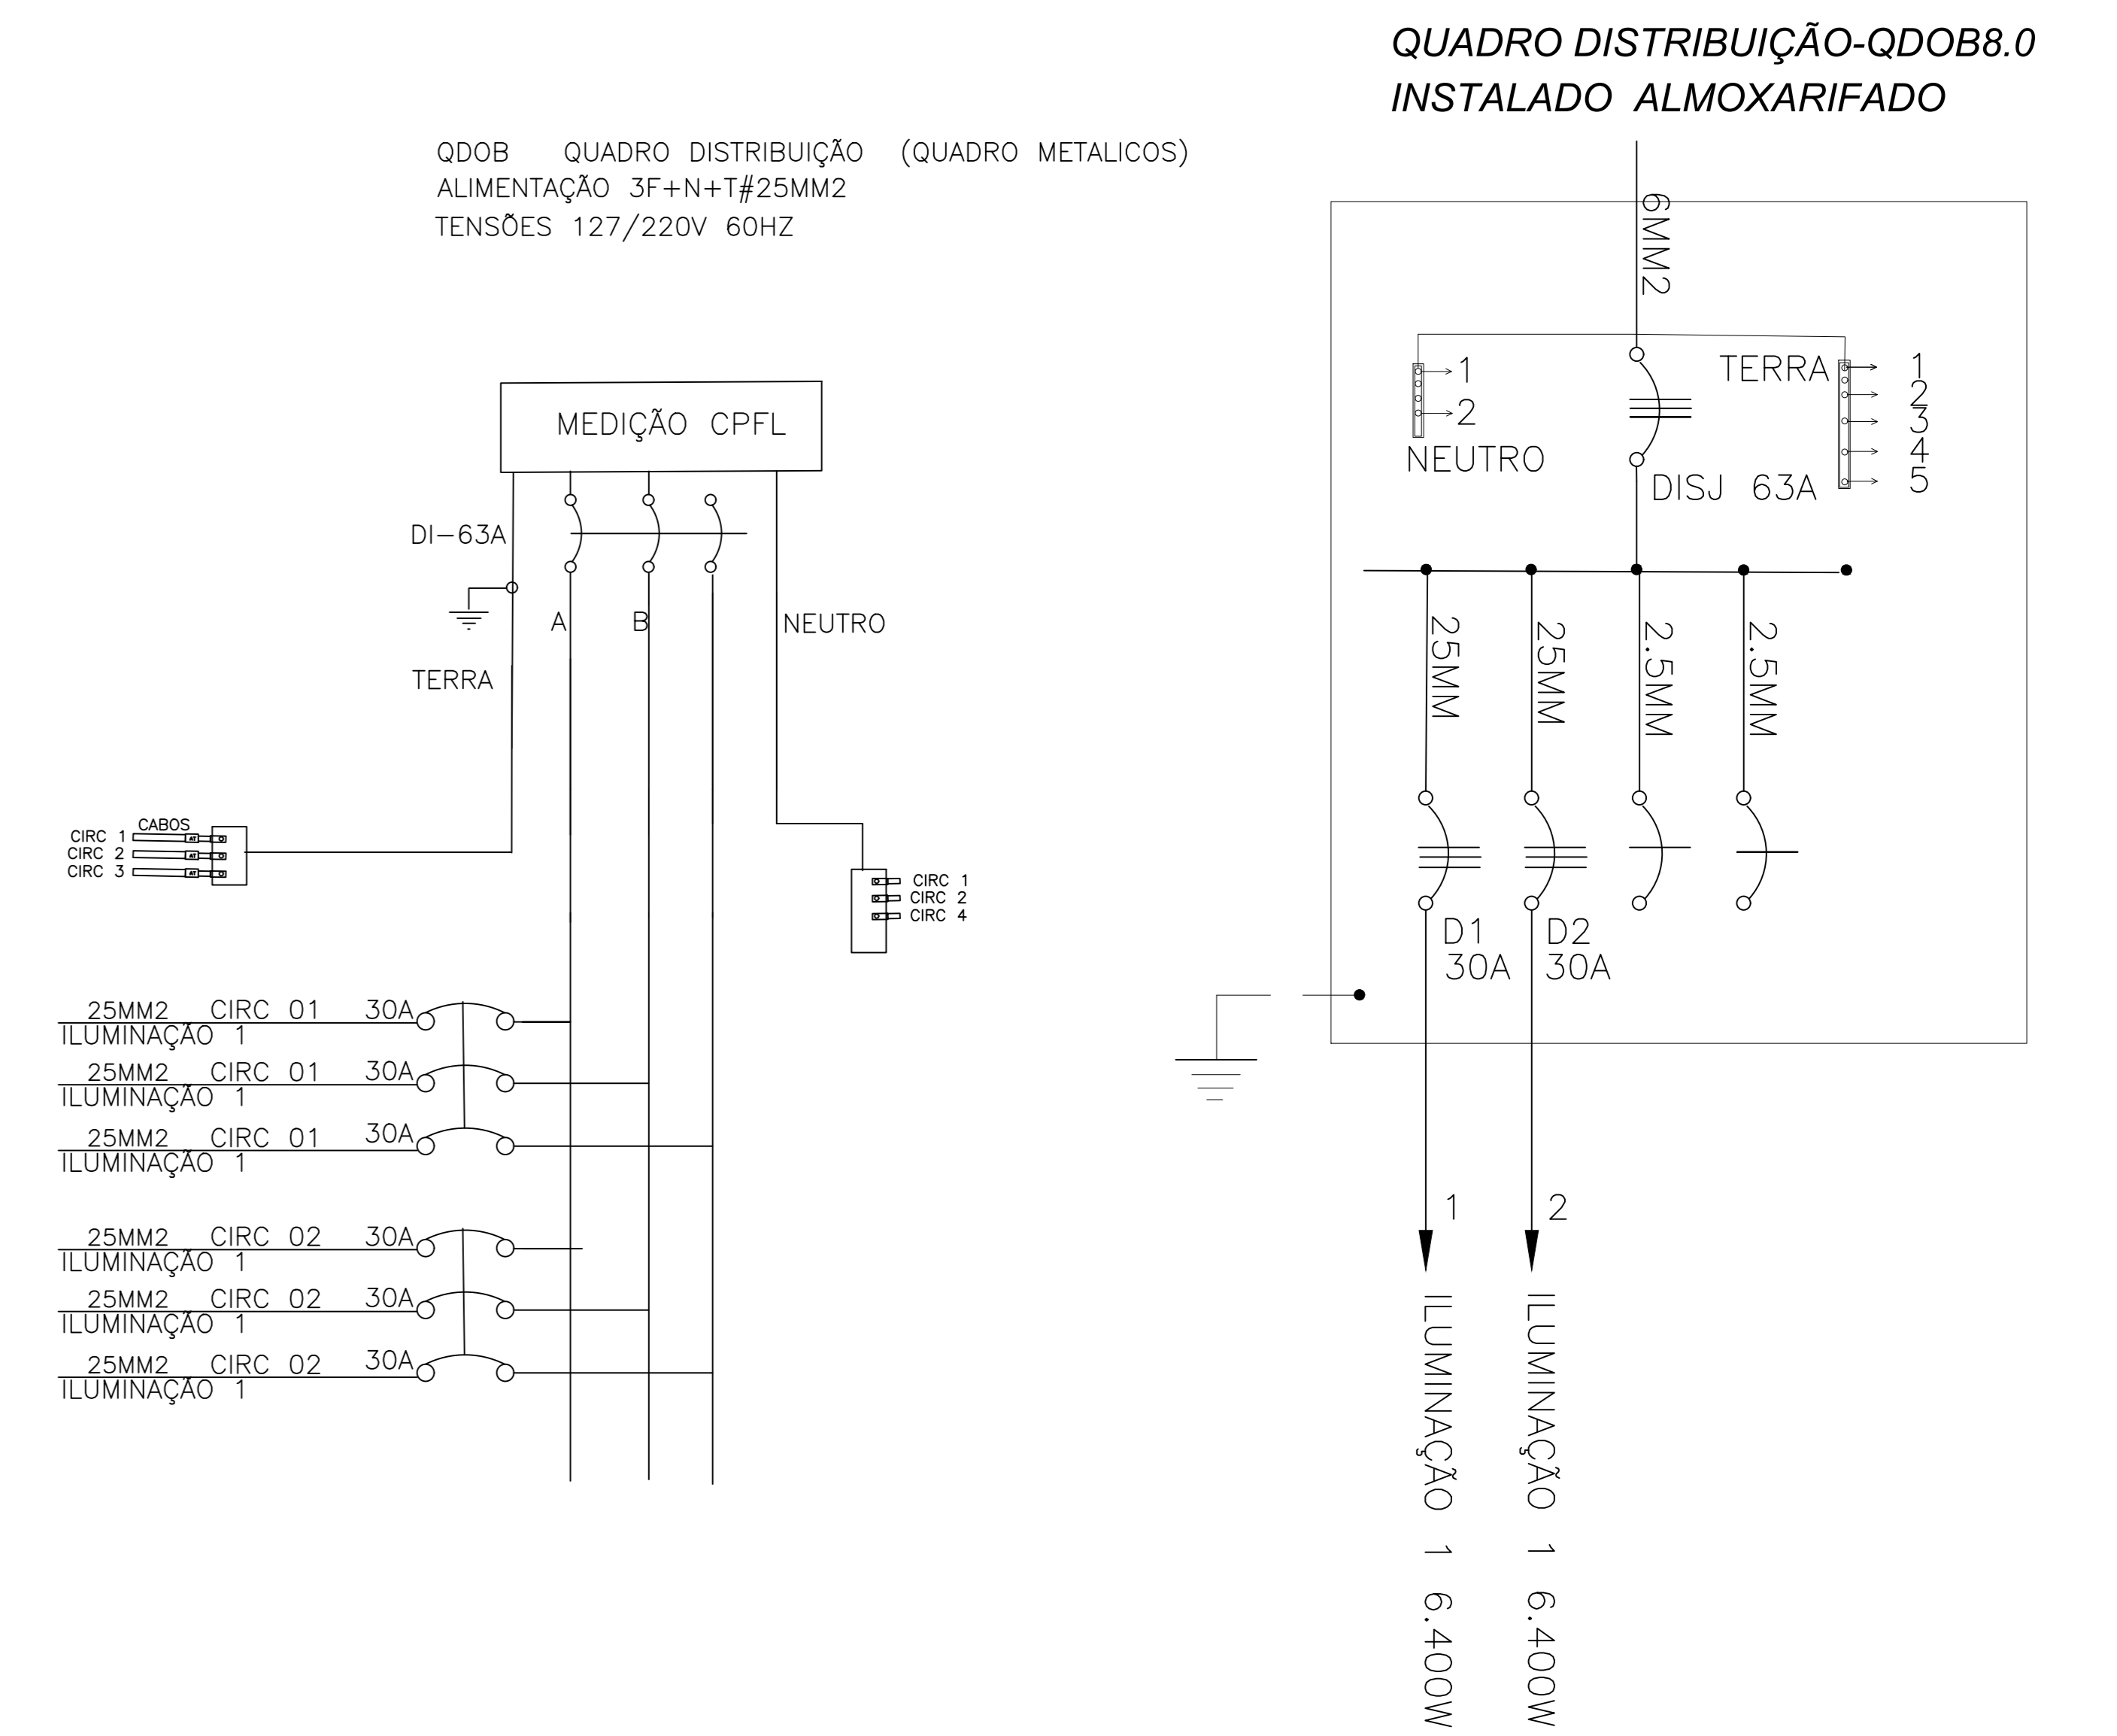 QUADRO DISTRIBUIÇÃO-QDOB8.0
INSTALADO ALMOXARIFADO
QDOB QUADRO DISTRIBUIÇÃO (QUADRO METALICOS)
ALIMENTAÇÃO 3F+N+T#25MM2
TENSÕES 127/220V 60HZ
MEDIÇÃO CPFL
DI-63A
A
B
NEUTRO
TERRA
CABOS
CIRC 1
AT
CIRC 2
AT
CIRC 3
AT
CIRC 1
CIRC 2
CIRC 4
25MM2 CIRC 01 30A
ILUMINAÇÃO 1
25MM2 CIRC 01 30A
ILUMINAÇÃO 1
25MM2 CIRC 01 30A
ILUMINAÇÃO 1
25MM2 CIRC 02 30A
ILUMINAÇÃO 1
25MM2 CIRC 02 30A
ILUMINAÇÃO 1
25MM2 CIRC 02 30A
ILUMINAÇÃO 1
6MM2
1
2
NEUTRO
TERRA
1
2
3
4
5
DISJ 63A
25MM
25MM
2.5MM
2.5MM
D1
30A
D2
30A
1
2
ILUMINAÇÃO 1 6.400W
ILUMINAÇÃO 1 6.400W